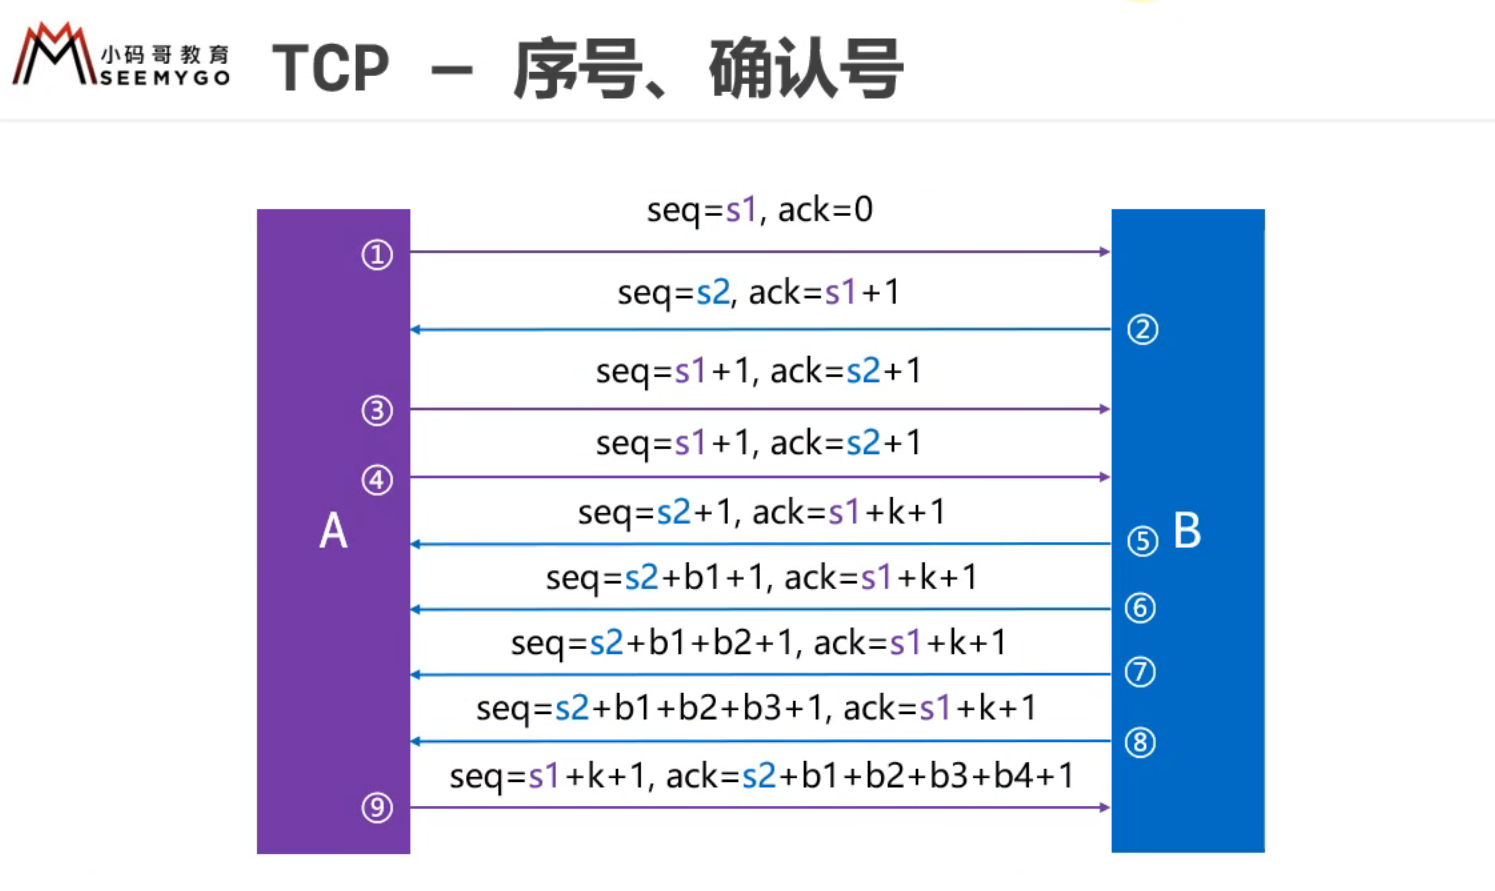 小码哥教育
SEEMYGO
TCP – 序号、确认号
seq=s1, ack=0
①
seq=s2, ack=s1+1
②
seq=s1+1, ack=s2+1
③
seq=s1+1, ack=s2+1
④
seq=s2+1, ack=s1+k+1
A
⑤ B
seq=s2+b1+1, ack=s1+k+1
⑥
seq=s2+b1+b2+1, ack=s1+k+1
⑦
seq=s2+b1+b2+b3+1, ack=s1+k+1
⑧
seq=s1+k+1, ack=s2+b1+b2+b3+b4+1
⑨